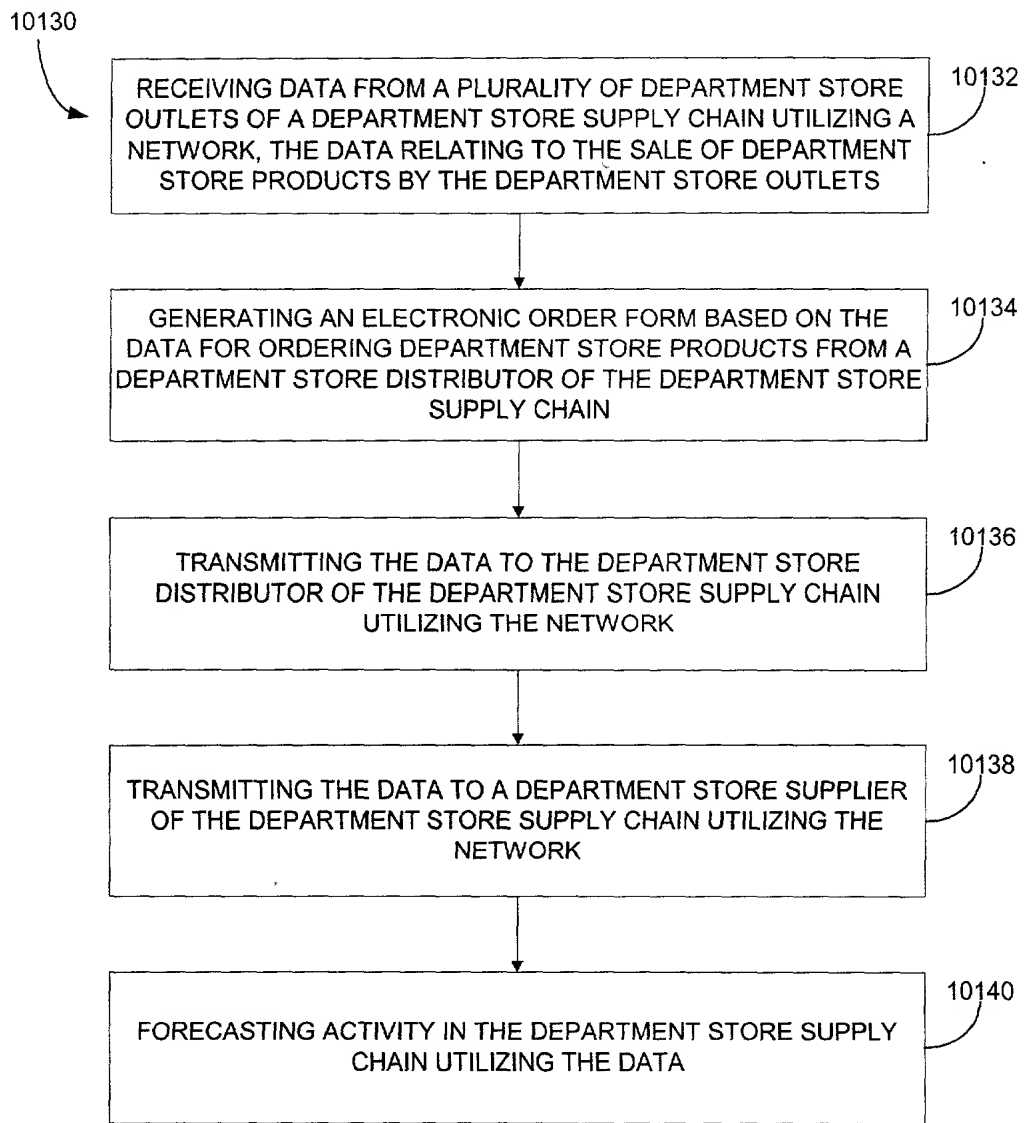 10130
RECEIVING DATA FROM A PLURALITY OF DEPARTMENT STORE
OUTLETS OF A DEPARTMENT STORE SUPPLY CHAIN UTILIZING A
NETWORK, THE DATA RELATING TO THE SALE OF DEPARTMENT
STORE PRODUCTS BY THE DEPARTMENT STORE OUTLETS
10132
GENERATING AN ELECTRONIC ORDER FORM BASED ON THE
DATA FOR ORDERING DEPARTMENT STORE PRODUCTS FROM A
DEPARTMENT STORE DISTRIBUTOR OF THE DEPARTMENT STORE
SUPPLY CHAIN
10134
TRANSMITTING THE DATA TO THE DEPARTMENT STORE
DISTRIBUTOR OF THE DEPARTMENT STORE SUPPLY CHAIN
UTILIZING THE NETWORK
10136
TRANSMITTING THE DATA TO A DEPARTMENT STORE SUPPLIER
OF THE DEPARTMENT STORE SUPPLY CHAIN UTILIZING THE
NETWORK
10138
FORECASTING ACTIVITY IN THE DEPARTMENT STORE SUPPLY
CHAIN UTILIZING THE DATA
10140